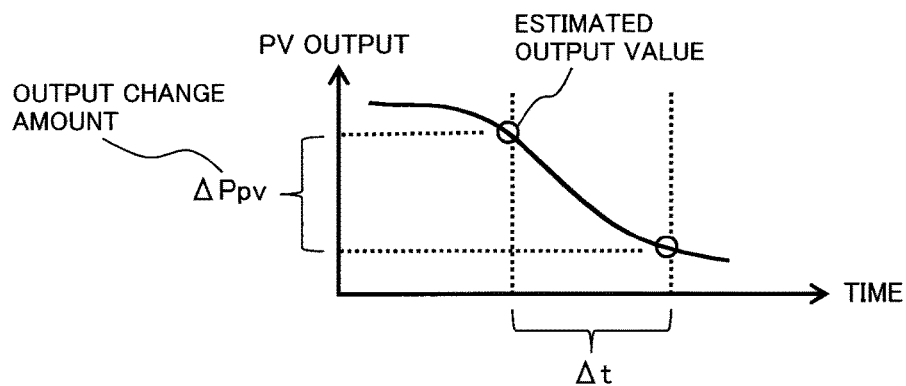 ESTIMATED
OUTPUT VALUE
PV OUTPUT
OUTPUT CHANGE
AMOUNT
ΔPpv
TIME
Δt